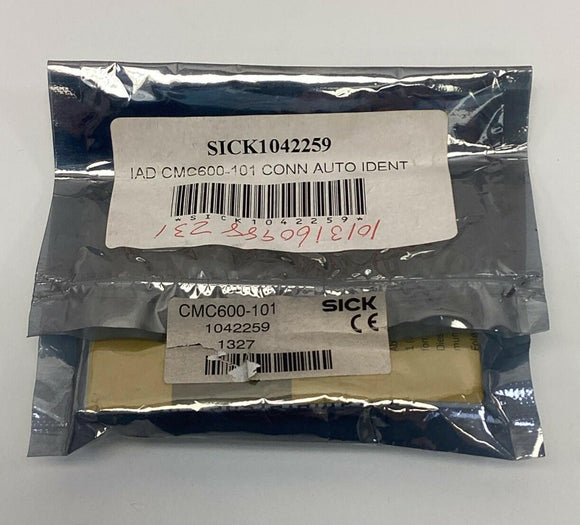 SICK1042259
IAD CMC600-101 CONN AUTO IDENT
*SICK1042259*
CMC600-101
SICK
1042259
CE
1327